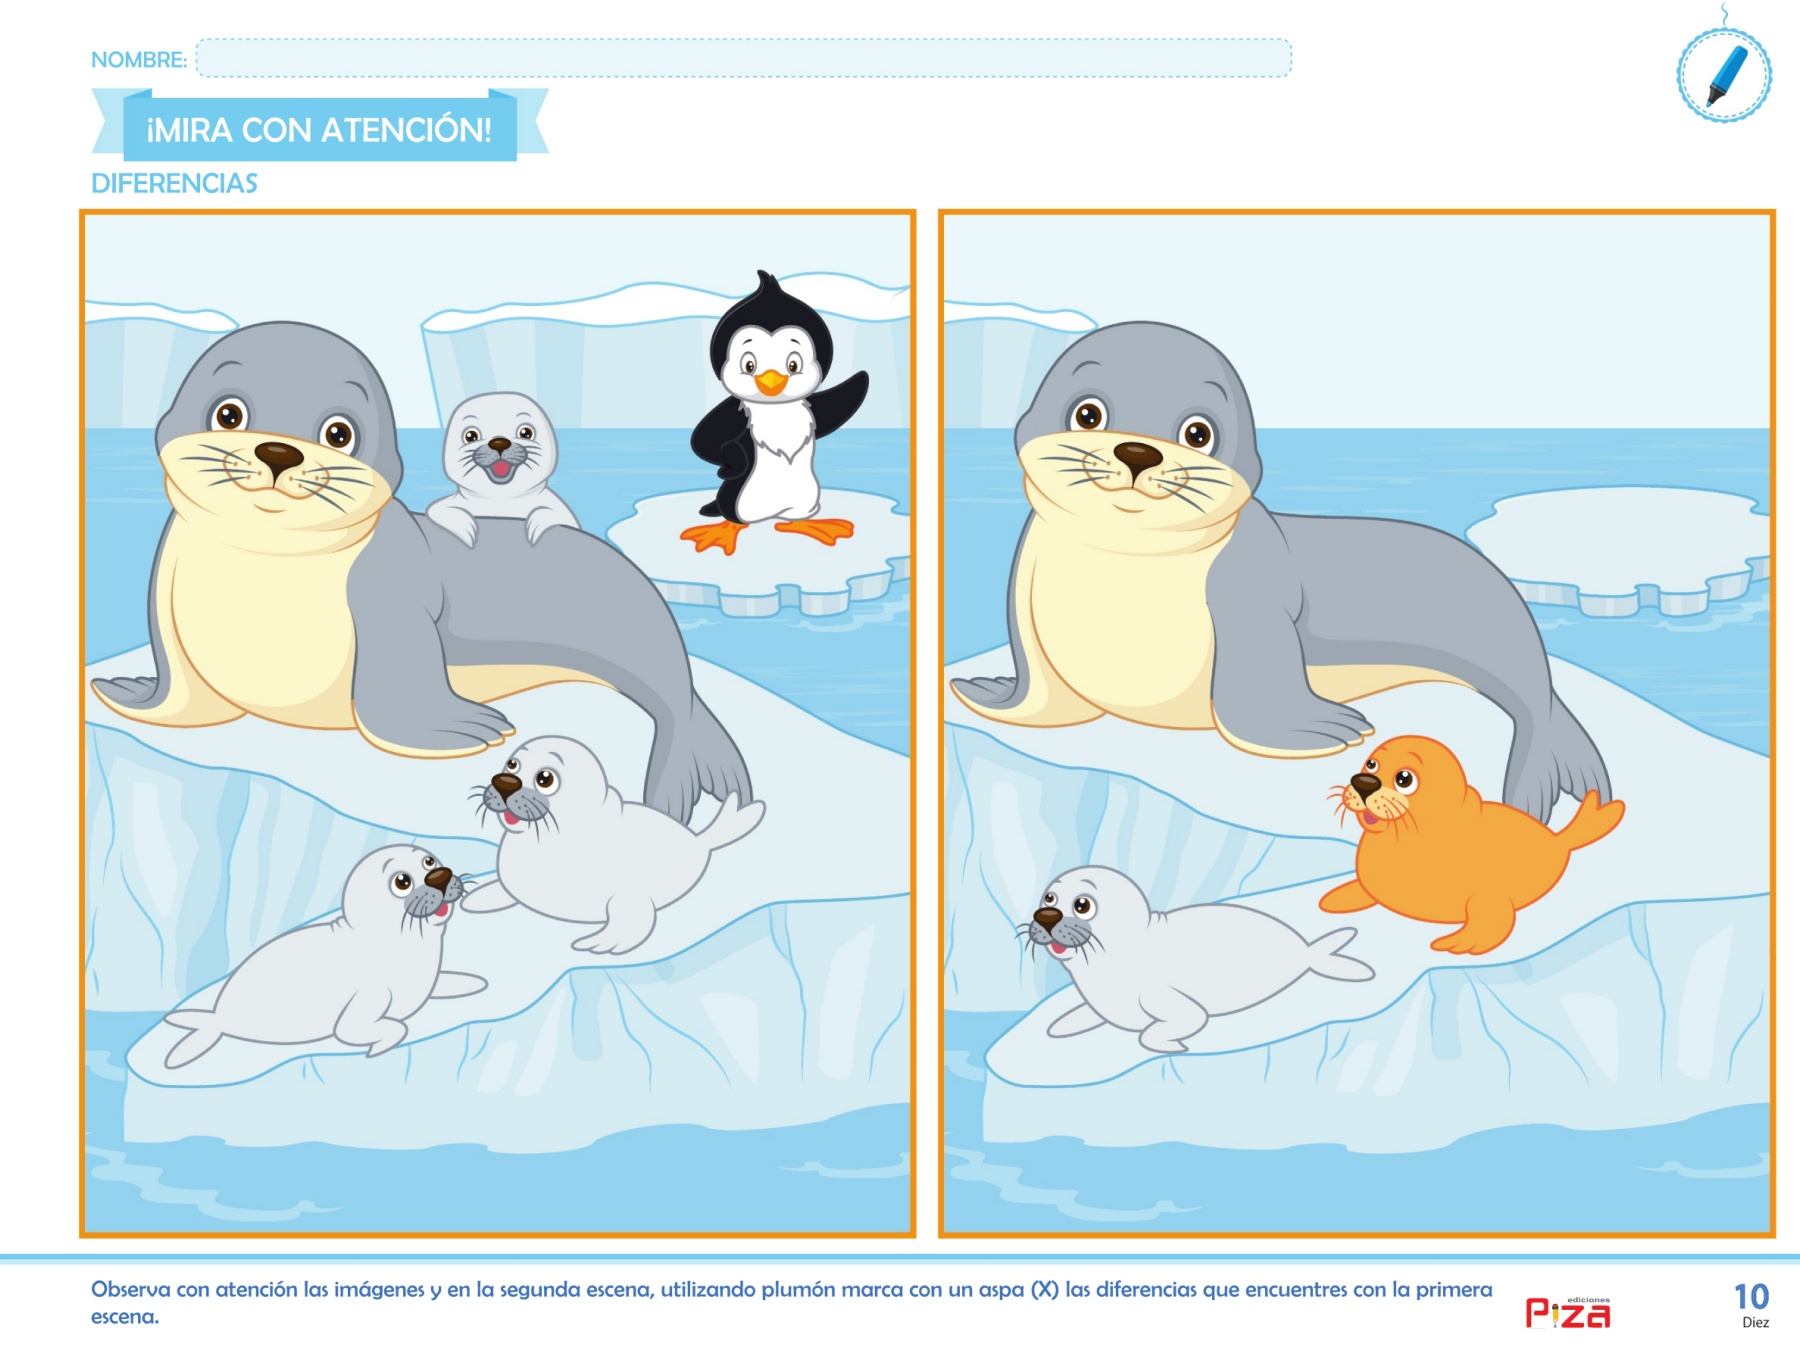 NOMBRE:
¡MIRA CON ATENCIÓN!
DIFERENCIAS
Observa con atención las imágenes y en la segunda escena, utilizando plumón marca con un aspa (X) las diferencias que encuentres con la primera
escena.
ediciones
Piza
10
Diez